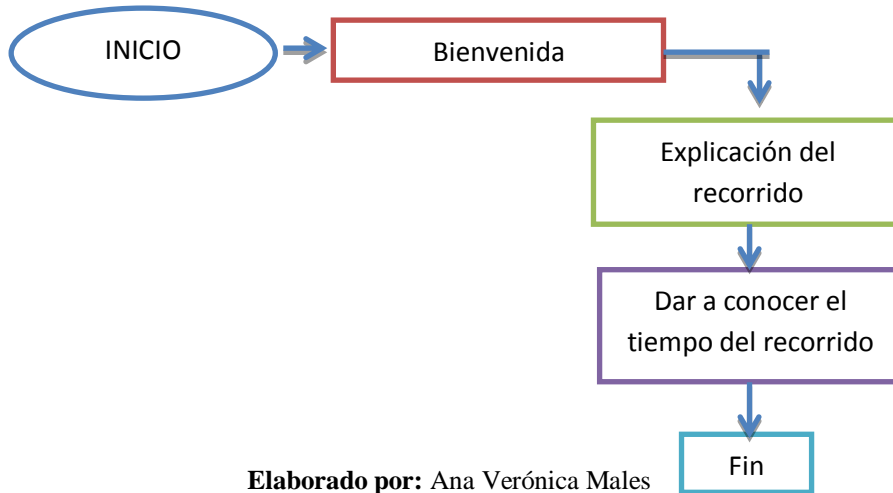 INICIO
Bienvenida
Explicación del
recorrido
Dar a conocer el
tiempo del recorrido
Fin
Elaborado por: Ana Verónica Males